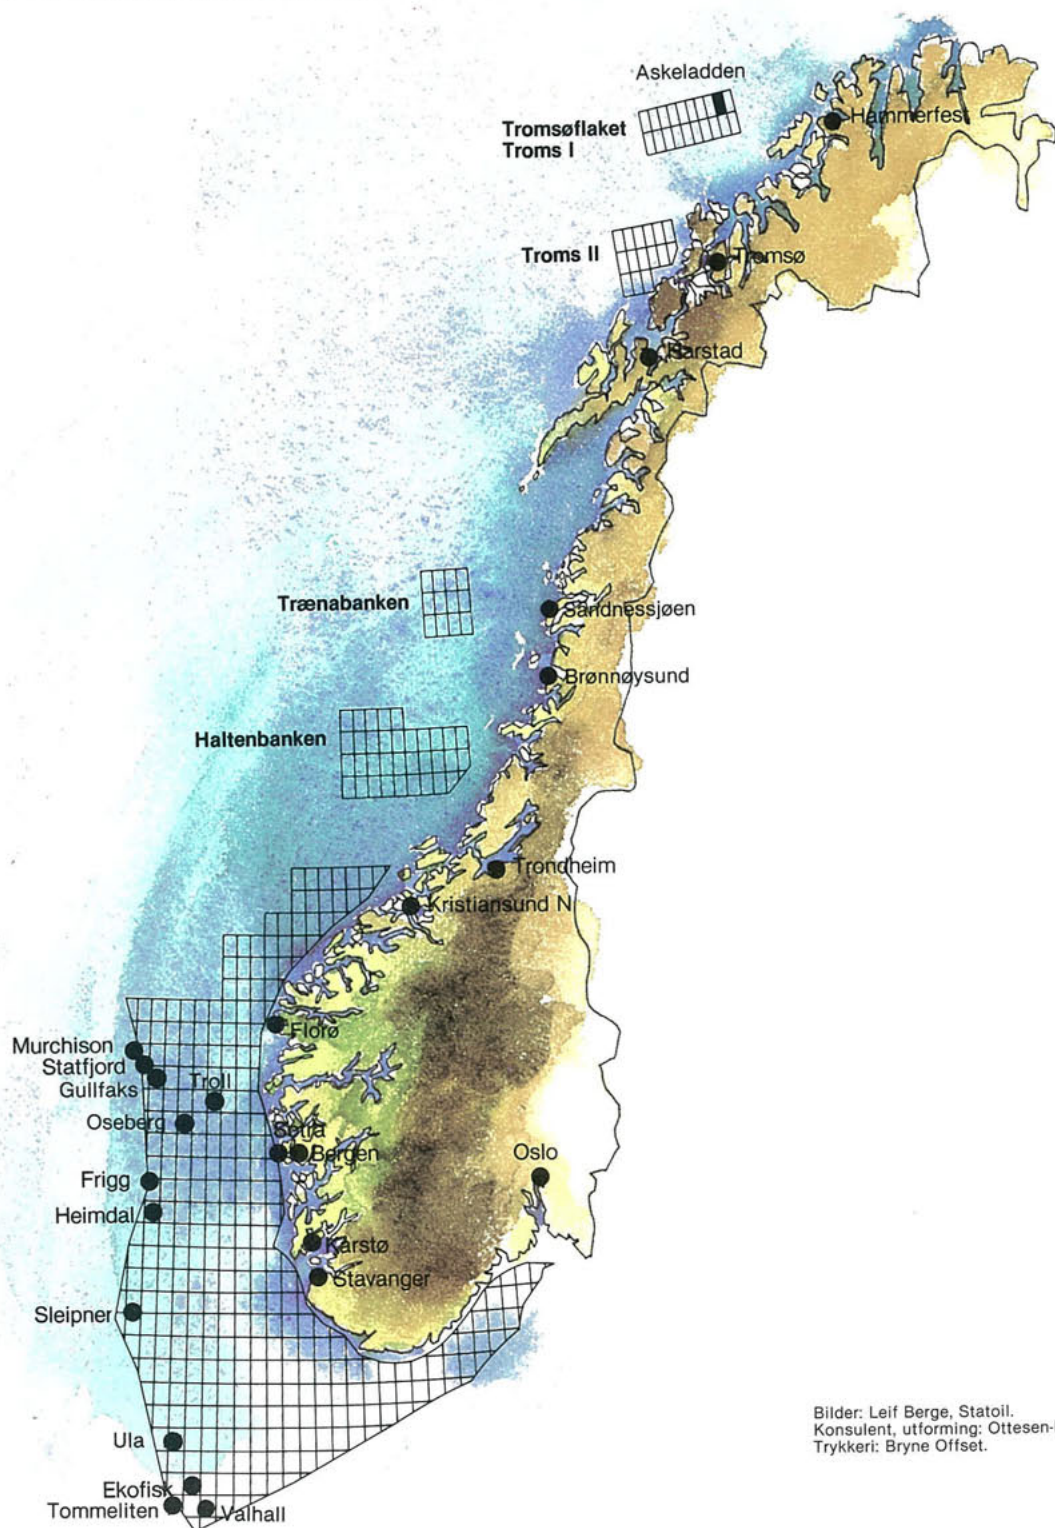 Askeladden
Tromsøflaket
Troms I
Hammerfest
Troms II
Tromsø
Harstad
Trænabanken
Sandnessjøen
Brønnøysund
Haltenbanken
Trondheim
Kristiansund N
Florø
Murchison
Statfjord
Gullfaks
Troll
Oseberg
Sotra
Bergen
Oslo
Frigg
Heimdal
Kårstø
Stavanger
Sleipner
Ula
Ekofisk
Tommeliten
Valhall
Bilder: Leif Berge, Statoil.
Konsulent, utforming: Ottesen-
Trykkeri: Bryne Offset.